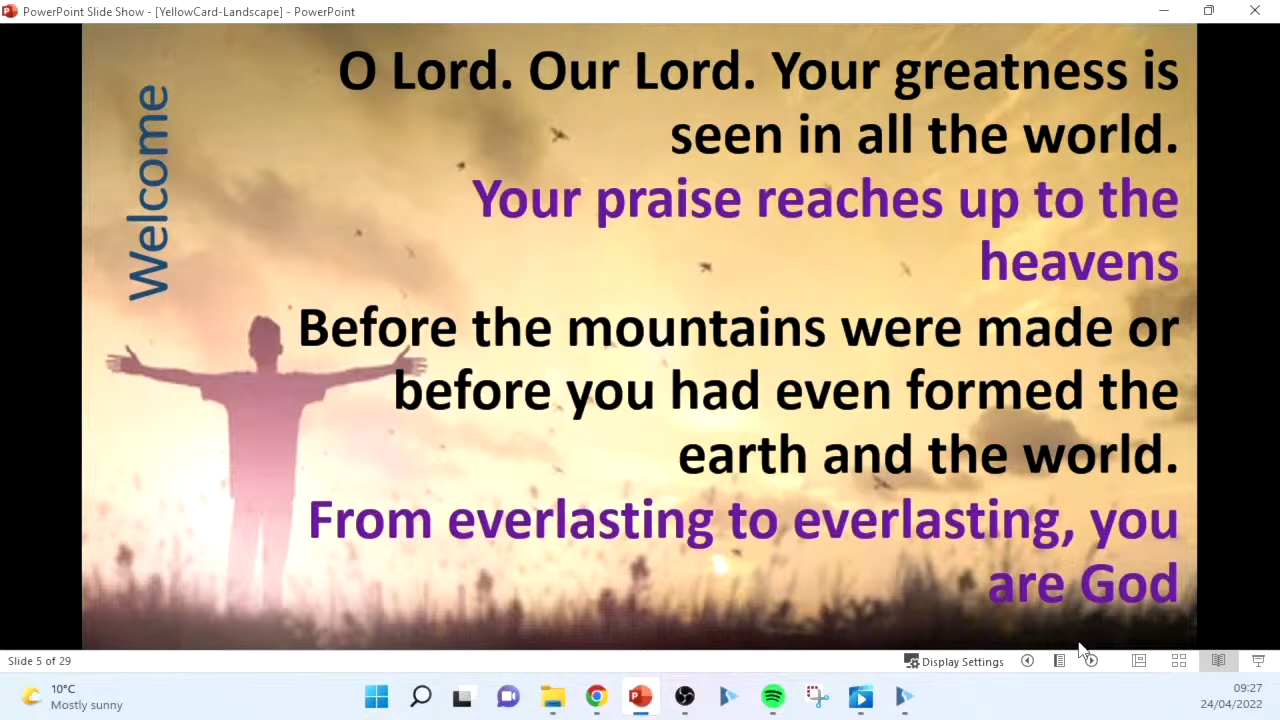 PowerPoint Slide Show - [YellowCard-Landscape] - PowerPoint
Welcome
O Lord. Our Lord. Your greatness is
seen in all the world.
Your praise reaches up to the
heavens
Before the mountains were made or
before you had even formed the
earth and the world.
From everlasting to everlasting, you
are God
Slide 5 of 29
Display Settings
10°C
Mostly sunny
09:27
24/04/2022